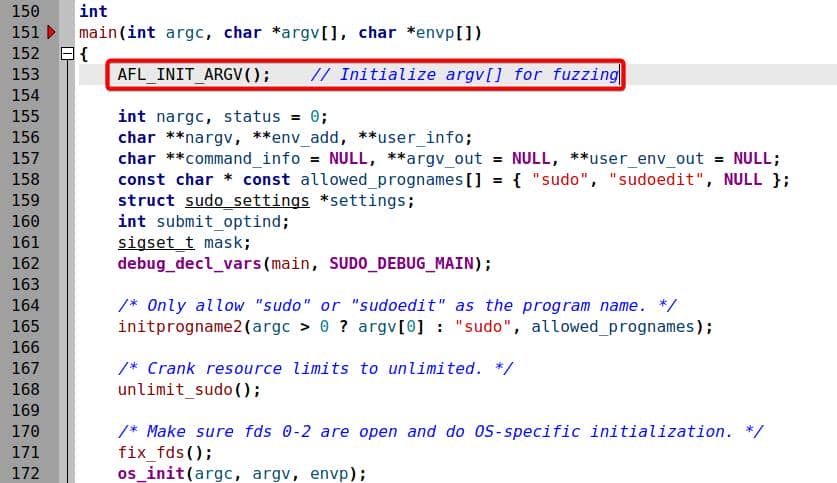 150 int
151 main(int argc, char *argv[], char *envp[])
152 {
153     AFL_INIT_ARGV();    // Initialize argv[] for fuzzing
154
155     int nargc, status = 0;
156     char **nargv, **env_add, **user_info;
157     char **command_info = NULL, **argv_out = NULL, **user_env_out = NULL;
158     const char * const allowed_prognames[] = { "sudo", "sudoedit", NULL };
159     struct sudo_settings *settings;
160     int submit_optind;
161     sigset_t mask;
162     debug_decl_vars(main, SUDO_DEBUG_MAIN);
163
164     /* Only allow "sudo" or "sudoedit" as the program name. */
165     initprogname2(argc > 0 ? argv[0] : "sudo", allowed_prognames);
166
167     /* Crank resource limits to unlimited. */
168     unlimit_sudo();
169
170     /* Make sure fds 0-2 are open and do OS-specific initialization. */
171     fix_fds();
172     os_init(argc, argv, envp);